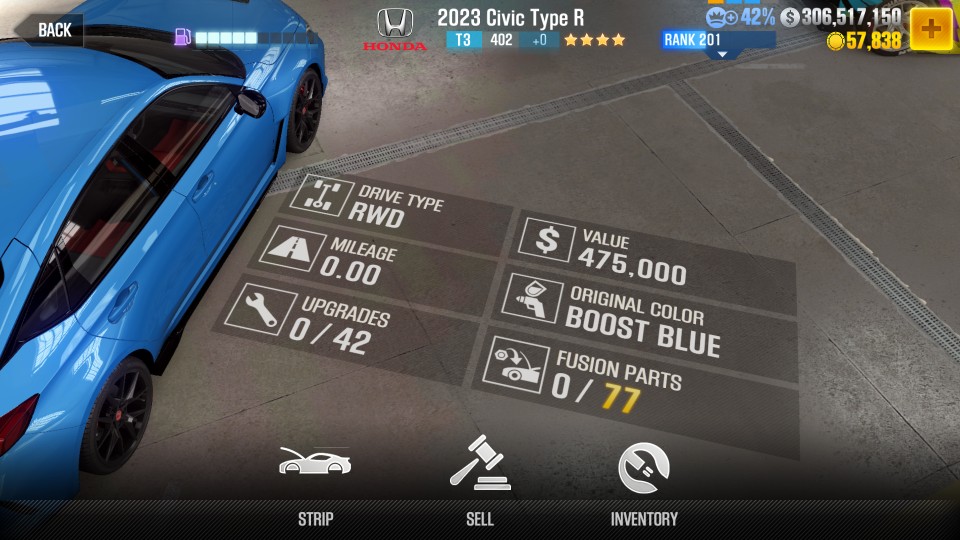 BACK
HONDA
2023 Civic Type R
T3 402 +0
42%
306,517,150
RANK 201
57,838
DRIVE TYPE
RWD
MILEAGE
0.00
UPGRADES
0 / 42
VALUE
475,000
ORIGINAL COLOR
BOOST BLUE
FUSION PARTS
0 / 77
STRIP
SELL
INVENTORY